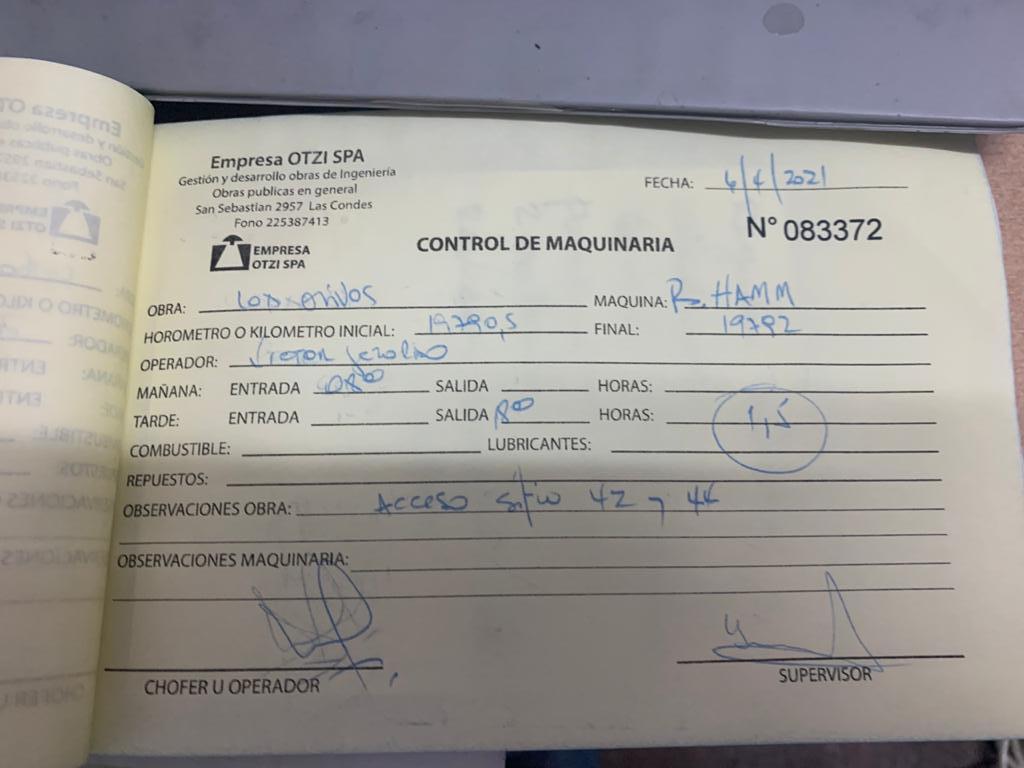 Empresa OTZI SPA
Gestión y desarrollo obras de Ingeniería
Obras publicas en general
San Sebastian 2957 Las Condes
Fono 225387413
EMPRESA
OTZI SPA
FECHA: 6/4/2021
N° 083372
CONTROL DE MAQUINARIA
OBRA: Los olivos MAQUINA: R. HAMM
HOROMETRO O KILOMETRO INICIAL: 19790,5 FINAL: 19792
OPERADOR: Victor
MAÑANA: ENTRADA 08 00 SALIDA HORAS:
TARDE: ENTRADA SALIDA 18 00 HORAS: 1,5
COMBUSTIBLE: LUBRICANTES:
REPUESTOS:
OBSERVACIONES OBRA: Acceso sitio 42 y 44
OBSERVACIONES MAQUINARIA:
CHOFER U OPERADOR SUPERVISOR